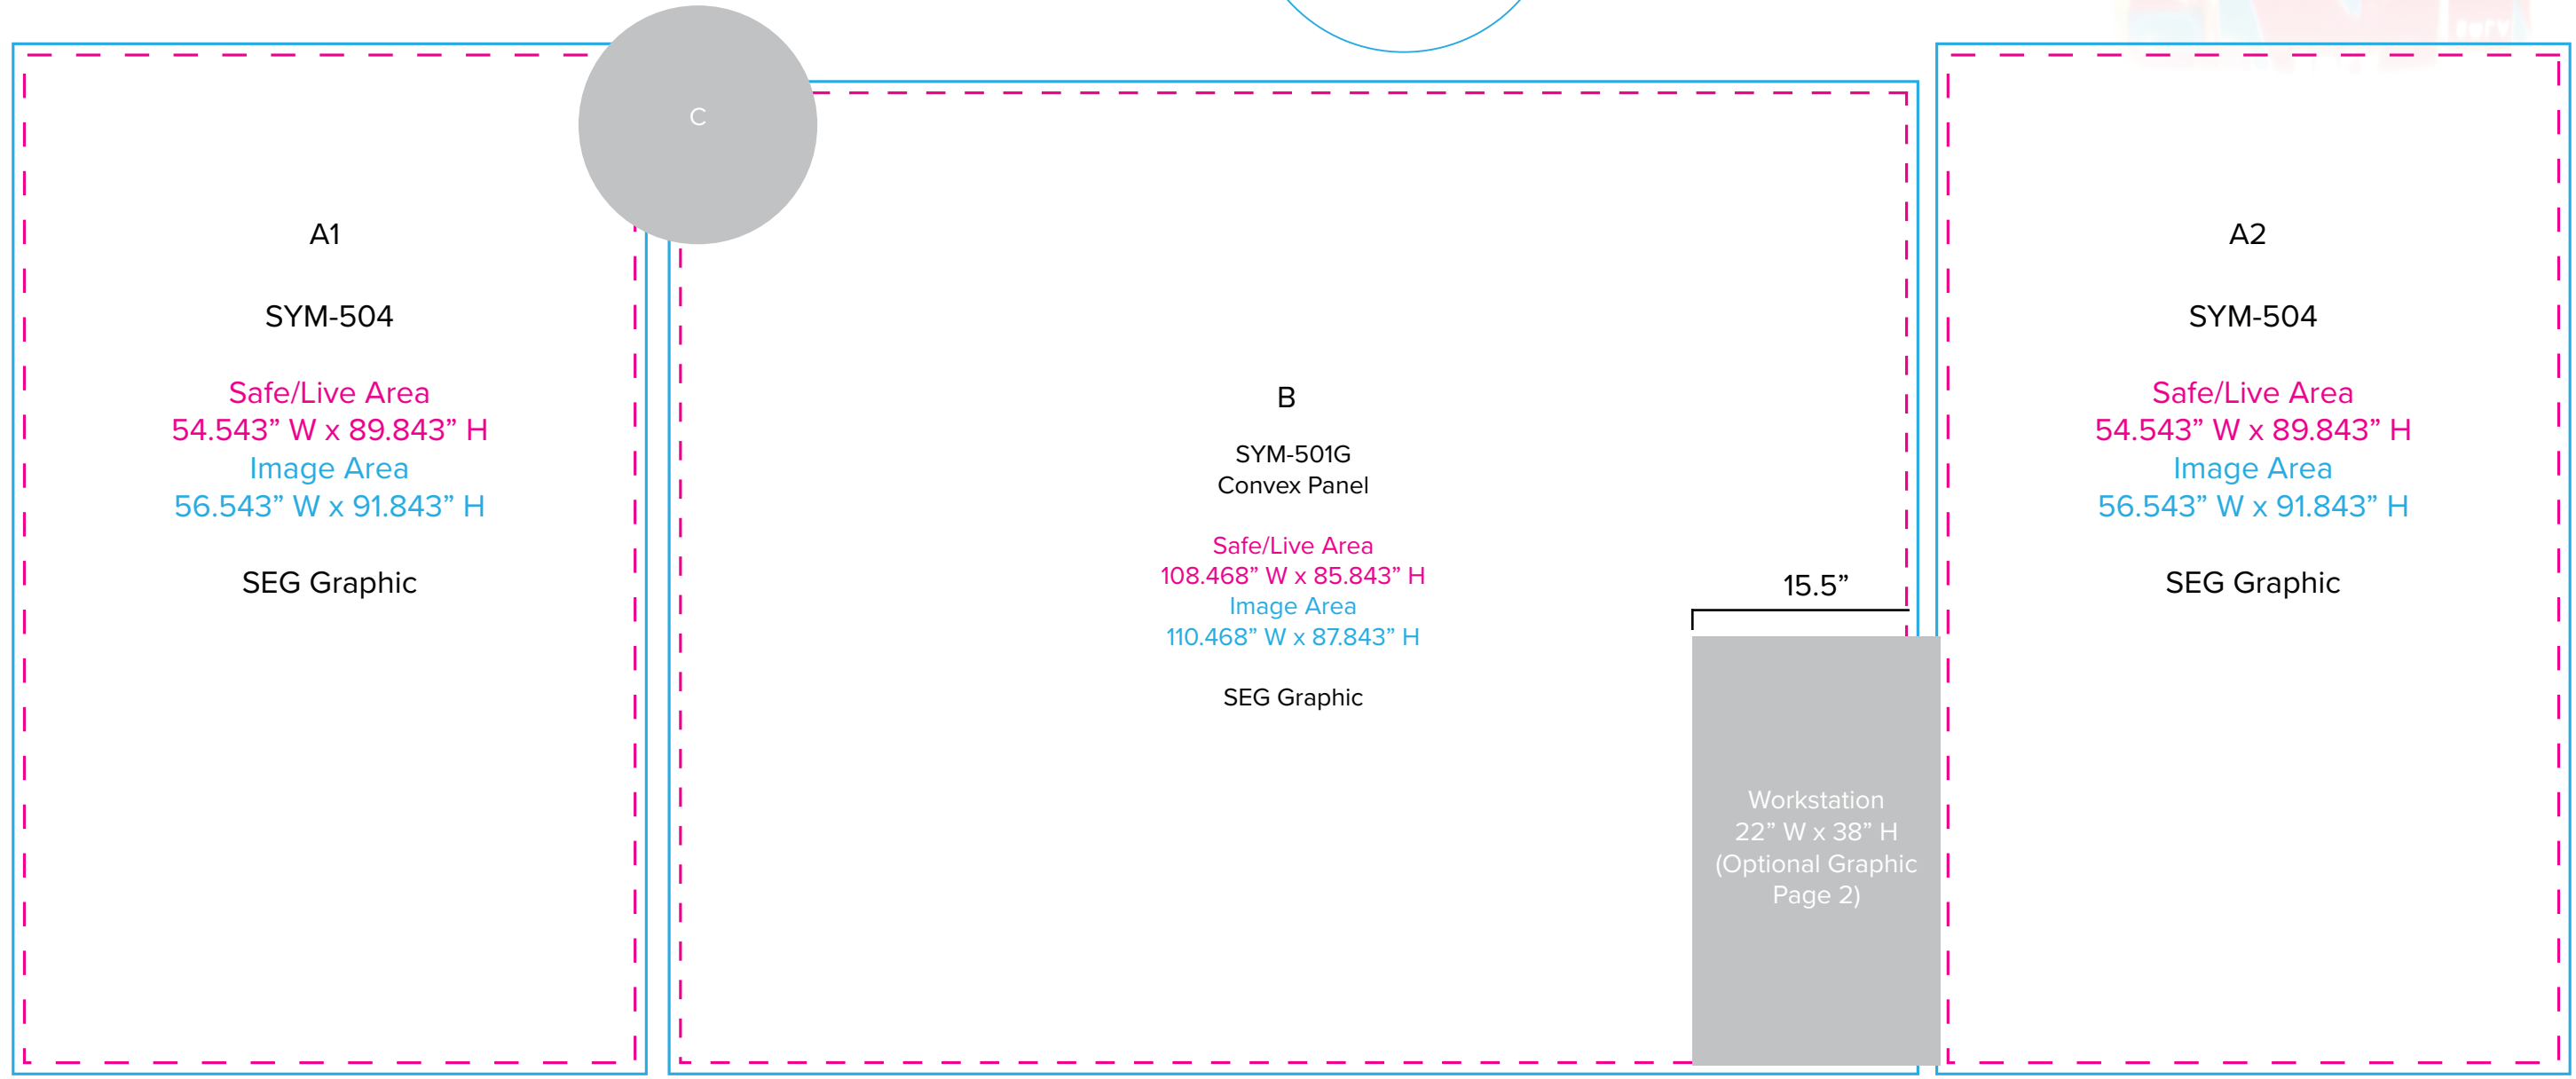 C
A1
SYM-504
Safe/Live Area
54.543” W x 89.843” H
Image Area
56.543” W x 91.843” H
SEG Graphic
B
SYM-501G
Convex Panel
Safe/Live Area
108.468” W x 85.843” H
Image Area
110.468” W x 87.843” H
SEG Graphic
15.5”
Workstation
22” W x 38” H
(Optional Graphic
Page 2)
A2
SYM-504
Safe/Live Area
54.543” W x 89.843” H
Image Area
56.543” W x 91.843” H
SEG Graphic